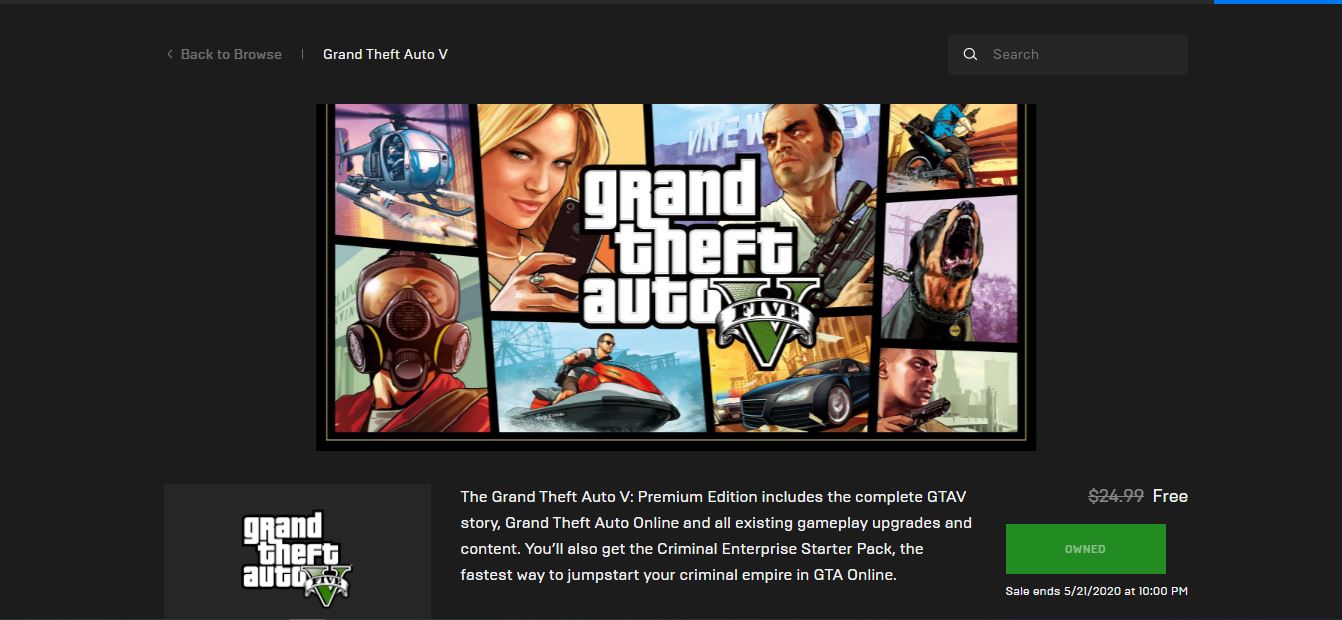 Back to Browse | Grand Theft Auto V
Search
VINEW
grand
theft
auto V
FIVE
grand
theft
auto V
FIVE
The Grand Theft Auto V: Premium Edition includes the complete GTAV
story, Grand Theft Auto Online and all existing gameplay upgrades and
content. You’ll also get the Criminal Enterprise Starter Pack, the
fastest way to jumpstart your criminal empire in GTA Online.
$24.99 Free
OWNED
Sale ends 5/21/2020 at 10:00 PM